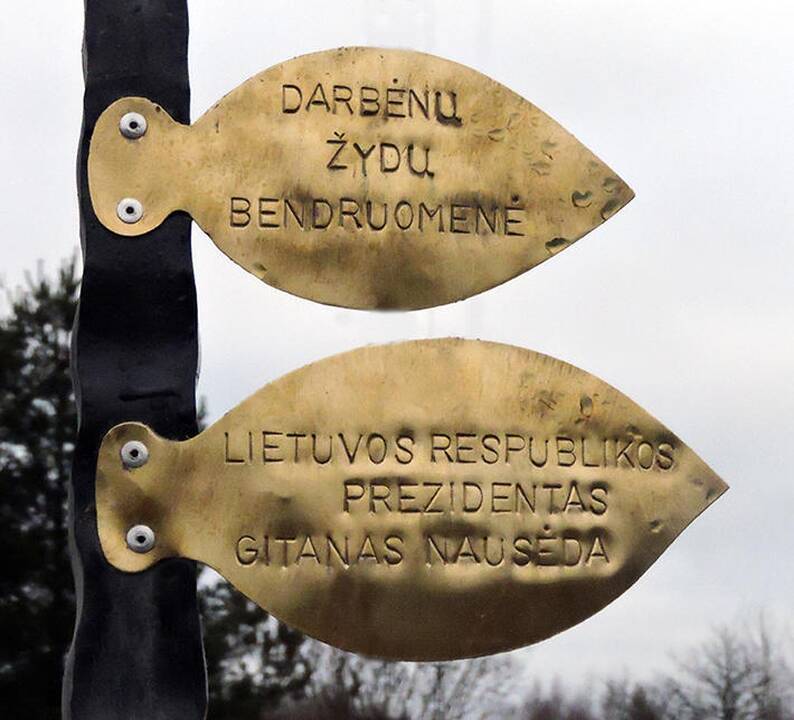 DARBĖNŲ
ŽYDŲ
BENDRUOMENĖ
LIETUVOS RESPUBLIKOS
PREZIDENTAS
GITANAS NAUSĖDA